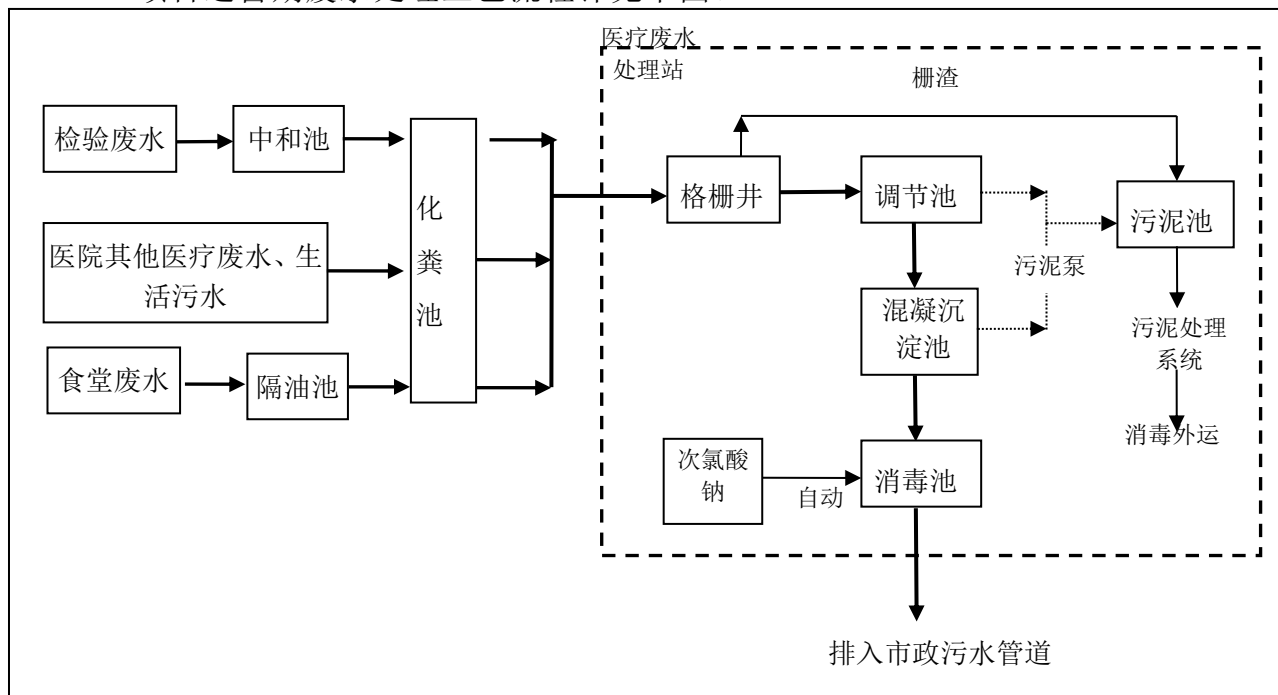 医疗废水
处理站
栅渣
检验废水
中和池
化
粪
池
格栅井
调节池
污泥池
医院其他医疗废水、生
活污水
污泥泵
混凝沉
淀池
污泥处理
系统
食堂废水
隔油池
消毒外运
次氯酸
钠
自动
消毒池
排入市政污水管道